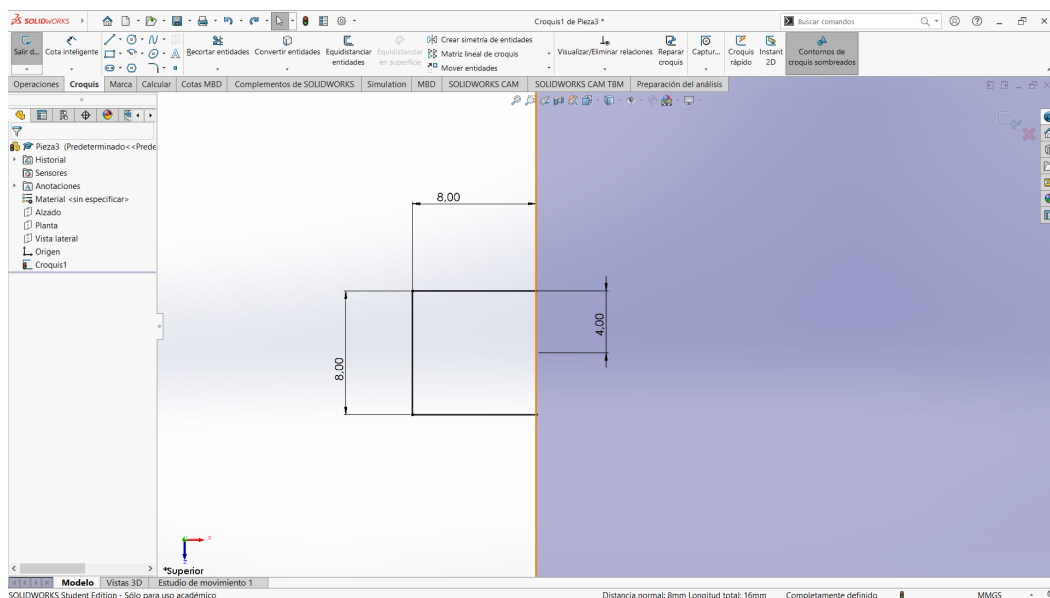 SOLIDWORKS
Croquis1 de Pieza3 *
Buscar comandos
Salir d...
Cota inteligente
Recortar entidades
Convertir entidades
Equidistanciar entidades
Equidistanciar en superficie
Crear simetría de entidades
Matriz lineal de croquis
Mover entidades
Visualizar/Eliminar relaciones
Reparar croquis
Captur...
Croquis rápido
Instant 2D
Contornos de croquis sombreados
Operaciones Croquis Marca Calcular Cotas MBD Complementos de SOLIDWORKS Simulation MBD SOLIDWORKS CAM SOLIDWORKS CAM TBM Preparación del análisis
Pieza3 (Predeterminado<<Prede
Historial
Sensores
Anotaciones
Material <sin especificar>
Alzado
Planta
Vista lateral
Origen
Croquis1
8,00
4,00
8,00
x
z
*Superior
Modelo Vistas 3D Estudio de movimiento 1
SOLIDWORKS Student Edition - Sólo para uso académico
Distancia normal: 8mm Longitud total: 16mm Completamente definido MMGS